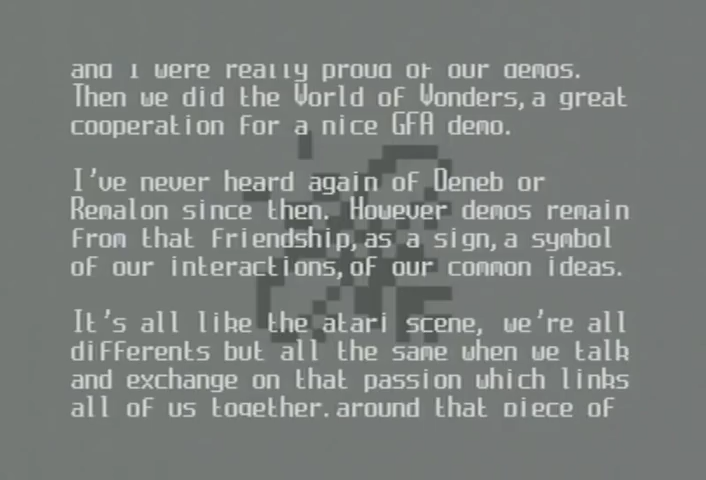 and I were really proud of our demos.
Then we did the World of Wonders, a great
cooperation for a nice GFA demo.
I've never heard again of Deneb or
Remalon since then. However demos remain
from that friendship, as a sign, a symbol
of our interactions, of our common ideas.
It's all like the atari scene, we're all
differents but all the same when we talk
and exchange on that passion which links
all of us together. around that piece of